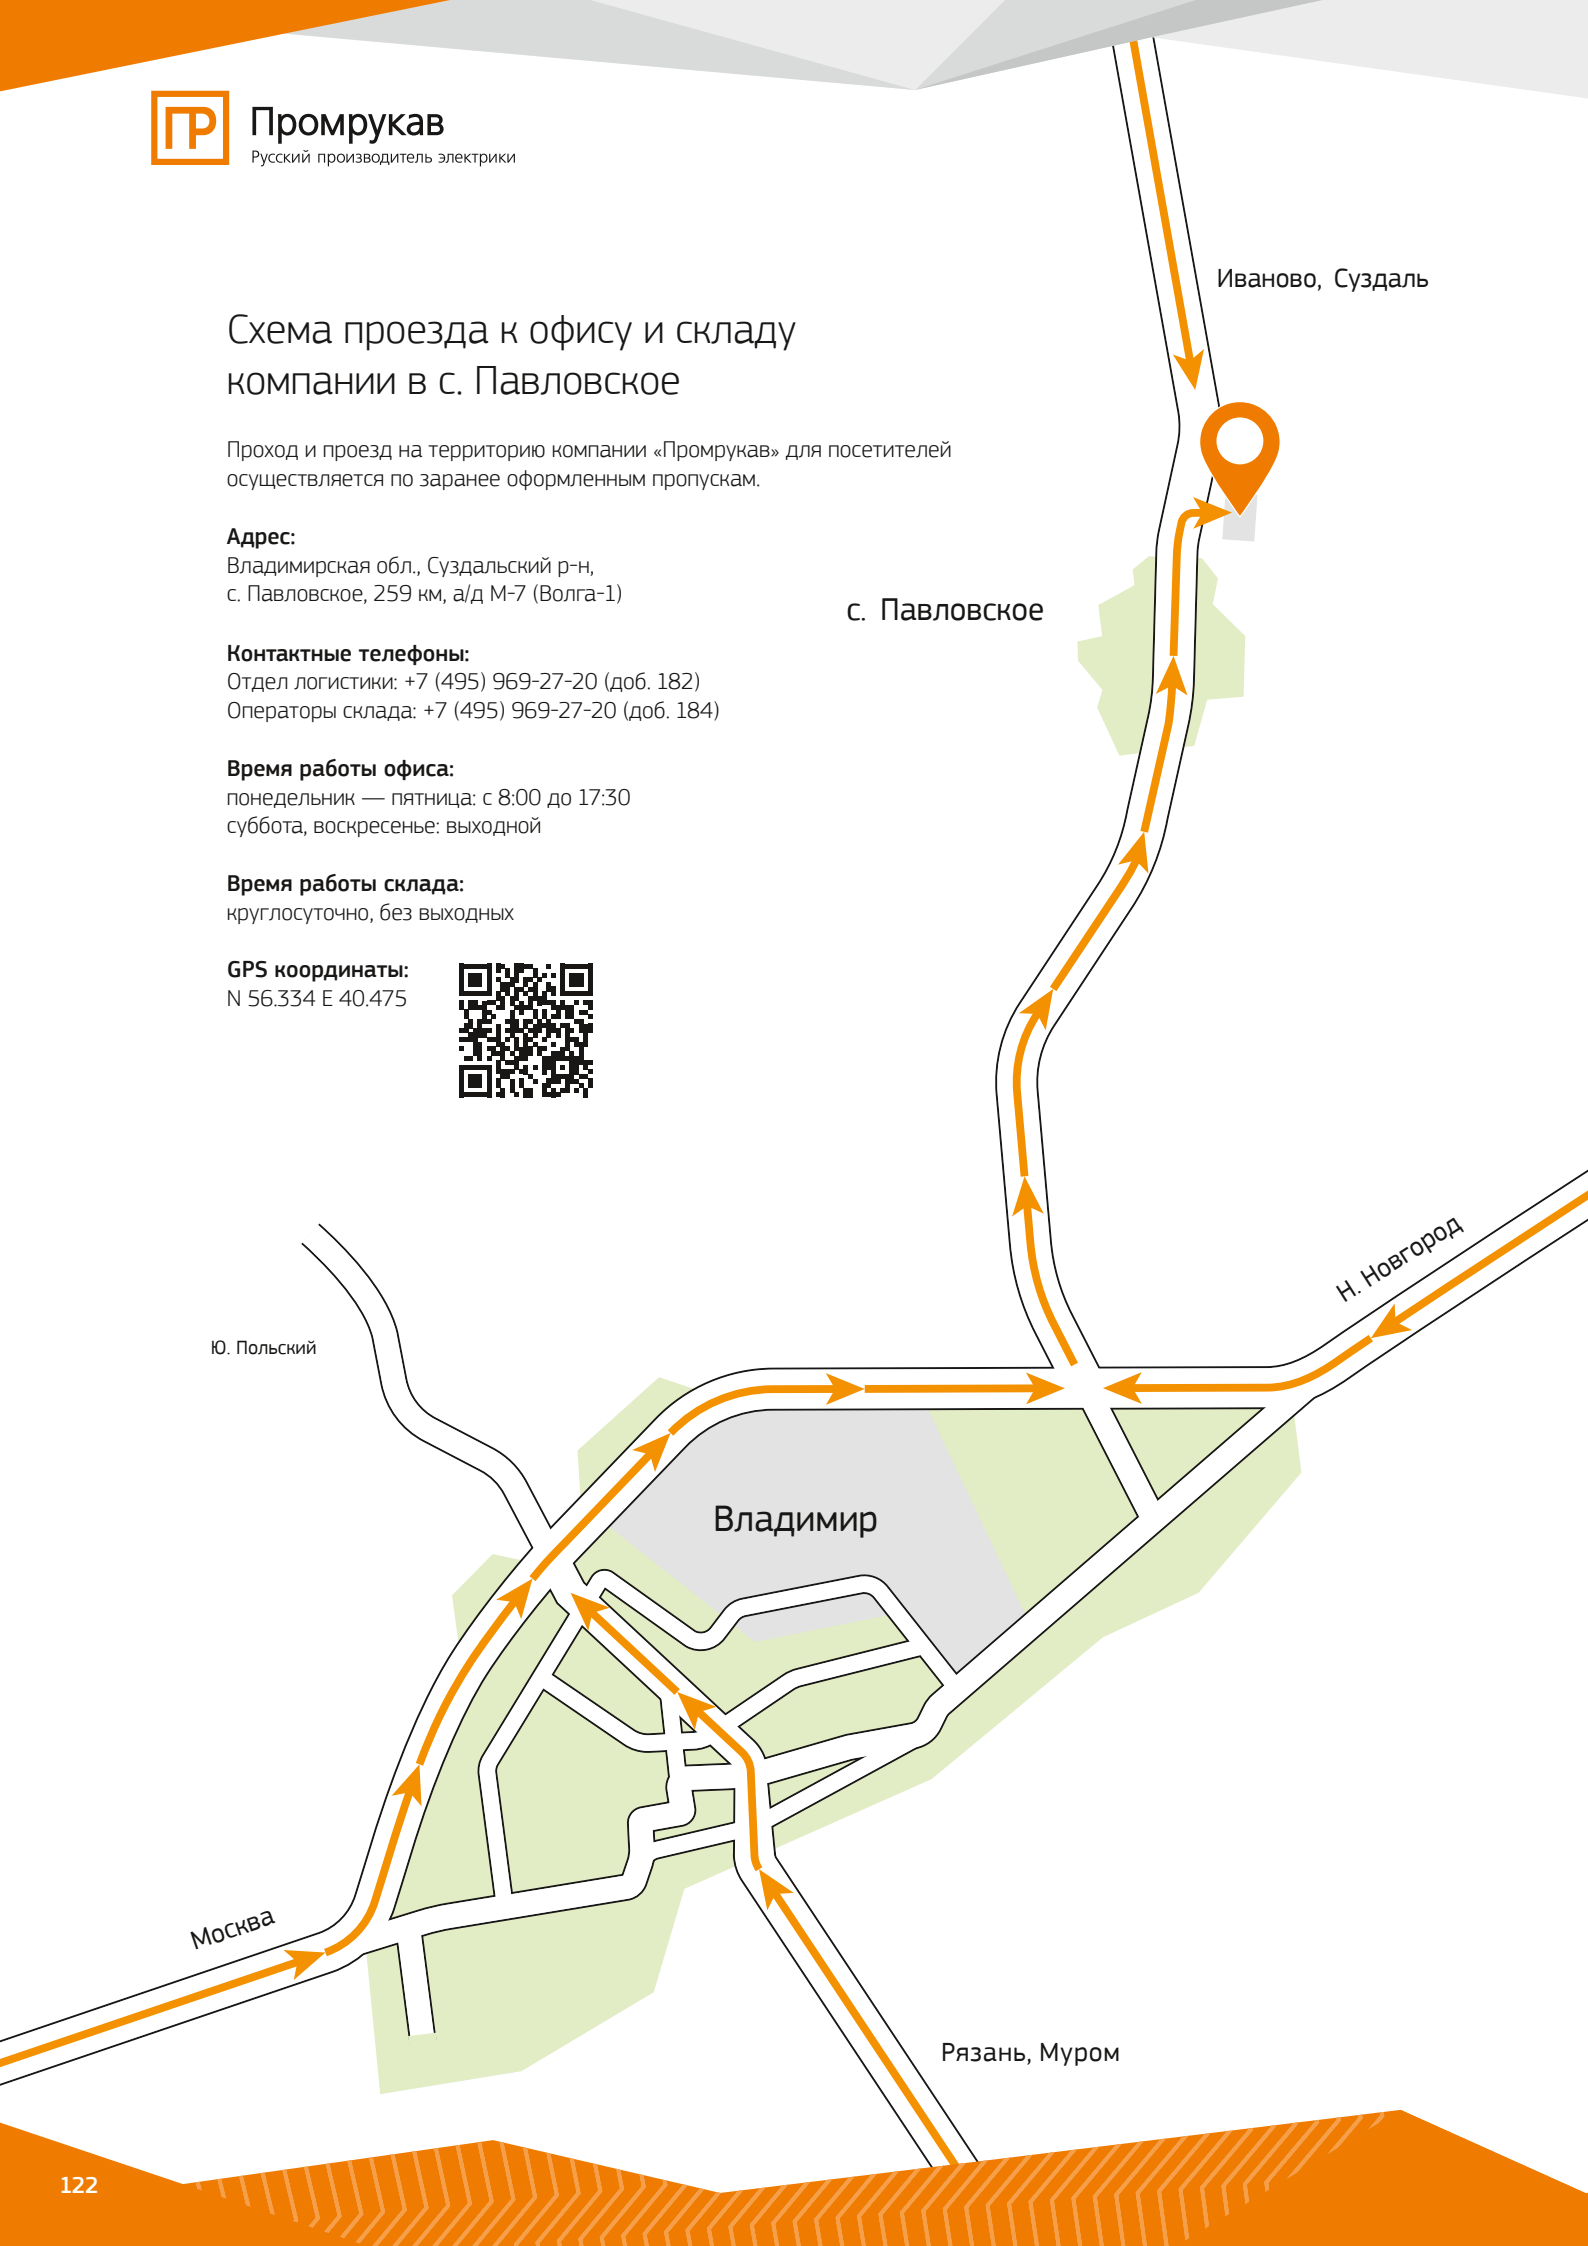 Промрукав
Русский производитель электрики
Иваново, Суздаль
Схема проезда к офису и складу
компании в с. Павловское
Проход и проезд на территорию компании «Промрукав» для посетителей
осуществляется по заранее оформленным пропускам.
Адрес:
Владимирская обл., Суздальский р-н,
с. Павловское, 259 км, а/д М-7 (Волга-1)
с. Павловское
Контактные телефоны:
Отдел логистики: +7 (495) 969-27-20 (доб. 182)
Операторы склада: +7 (495) 969-27-20 (доб. 184)
Время работы офиса:
понедельник — пятница: с 8:00 до 17:30
суббота, воскресенье: выходной
Время работы склада:
круглосуточно, без выходных
GPS координаты:
N 56.334 E 40.475
Н. Новгород
Ю. Польский
Владимир
Москва
Рязань, Муром
122